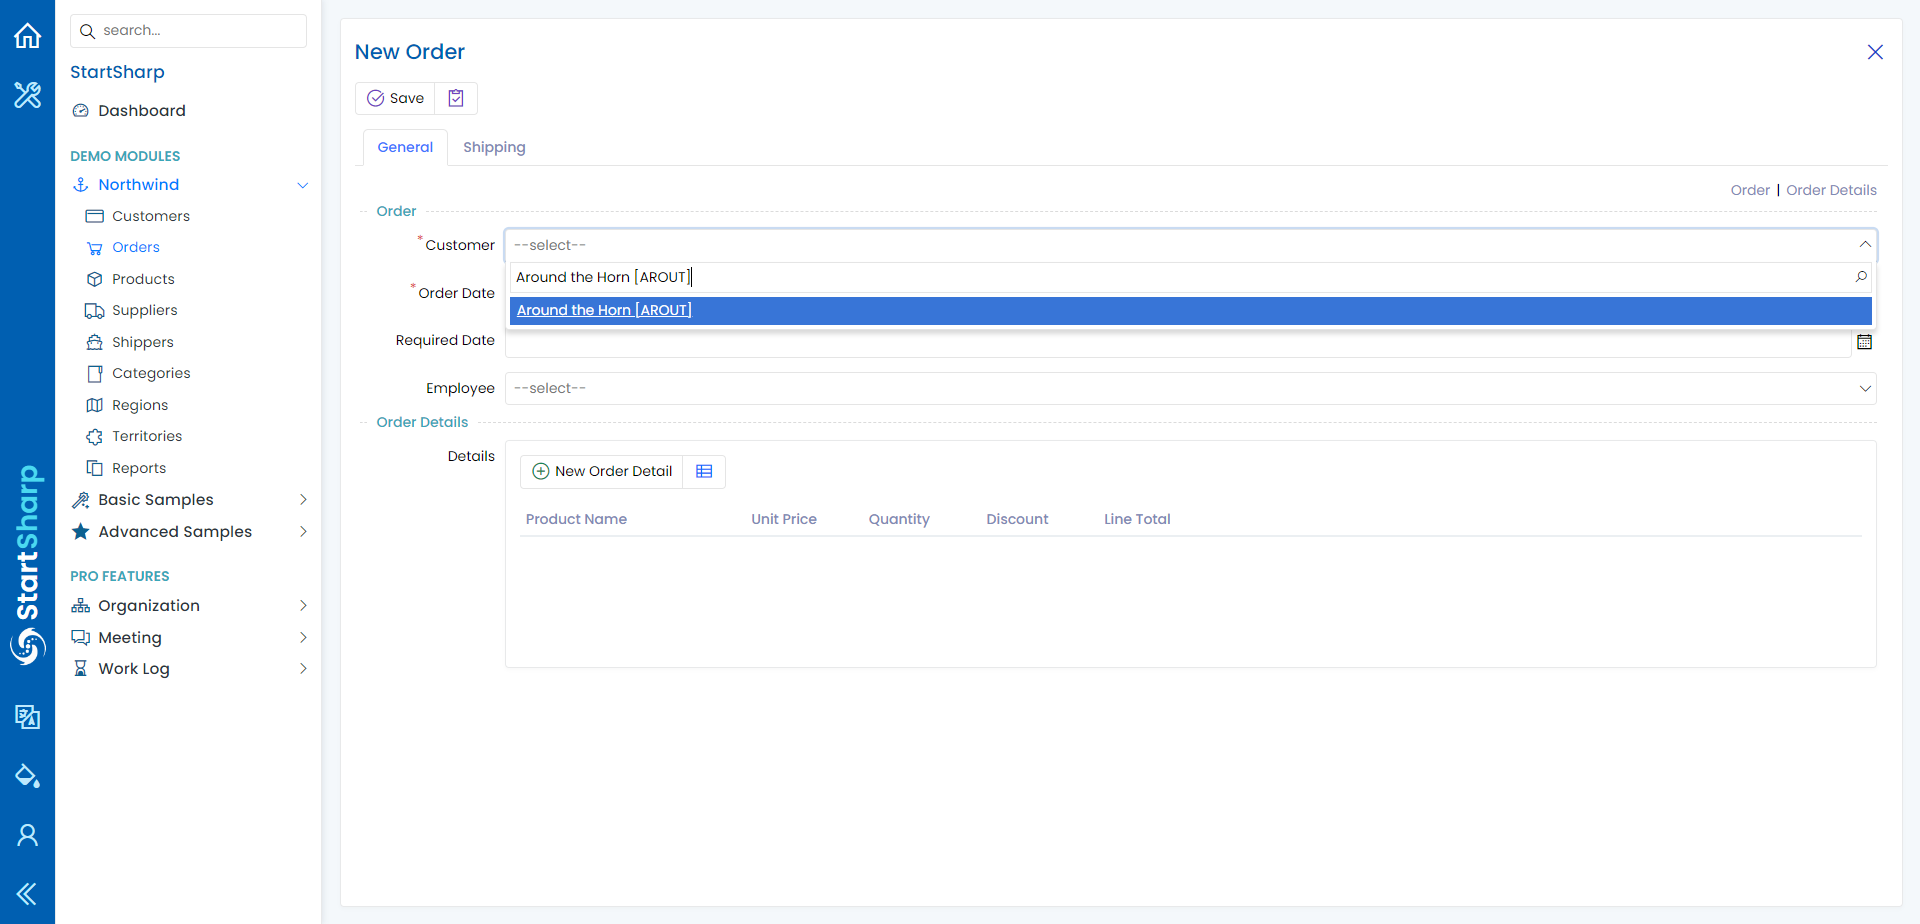 search...
StartSharp
Dashboard
DEMO MODULES
Northwind
Customers
Orders
Products
Suppliers
Shippers
Categories
Regions
Territories
Reports
Basic Samples
Advanced Samples
PRO FEATURES
Organization
Meeting
Work Log
StartSharp
New Order
Save
General Shipping
Order | Order Details
Order
*Customer --select--
Around the Horn [AROUT]
Around the Horn [AROUT]
*Order Date
Required Date
Employee --select--
Order Details
Details
New Order Detail
Product Name Unit Price Quantity Discount Line Total